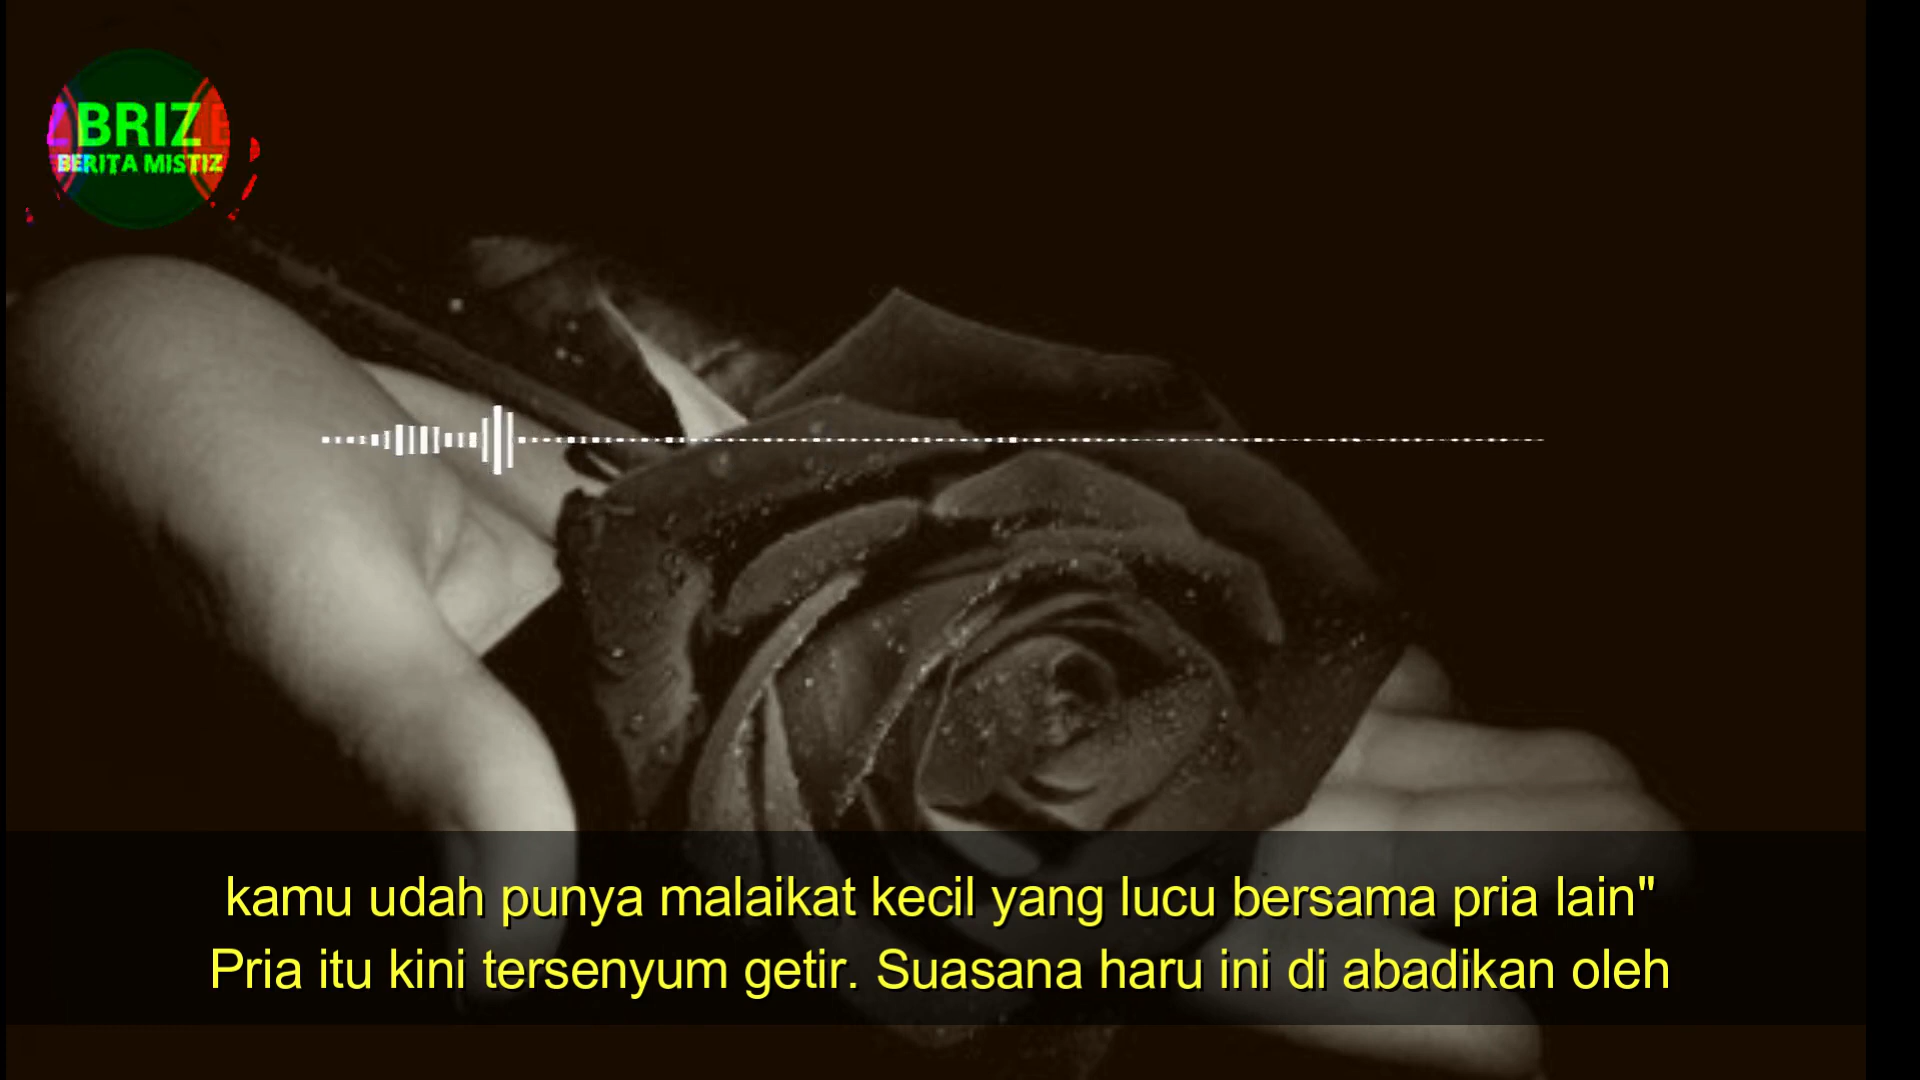 BRIZ
BERITA MISTIZ
kamu udah punya malaikat kecil yang lucu bersama pria lain"
Pria itu kini tersenyum getir. Suasana haru ini di abadikan oleh